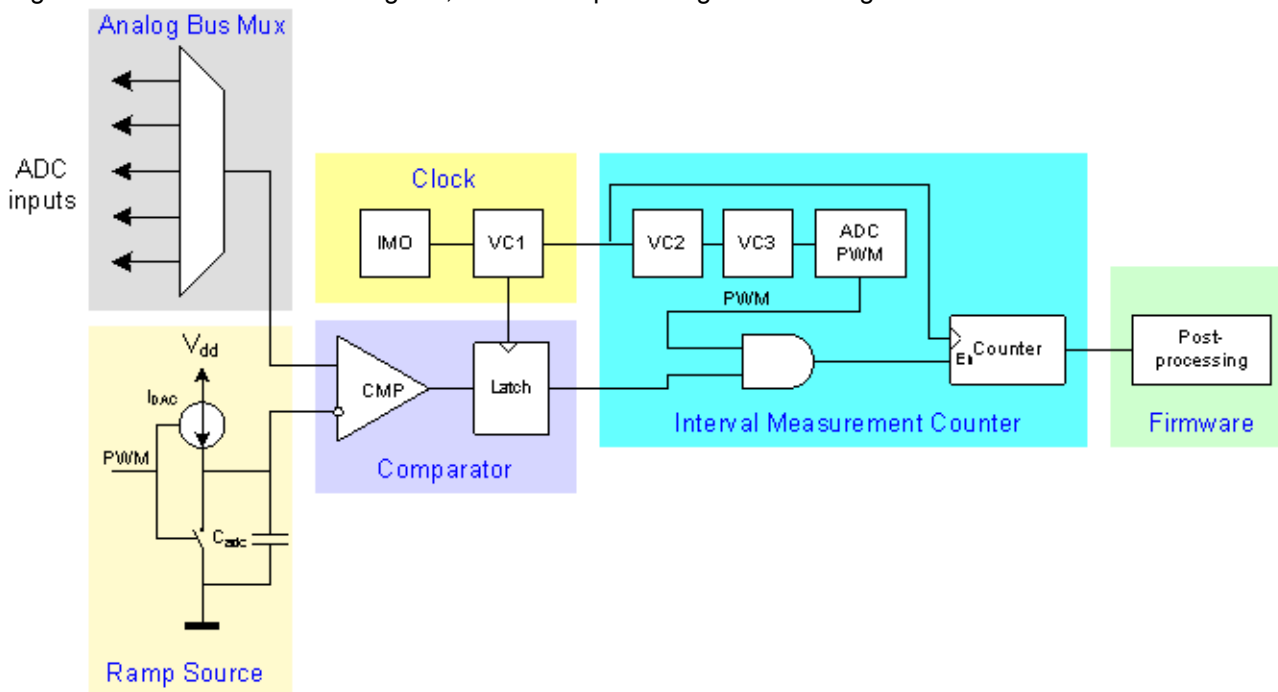 Analog Bus Mux
ADC
inputs
Clock
IMO
VC1
VC2
VC3
ADC
PWM
PWM
Vdd
IDAC
PWM
Cadc
CMP
Latch
Comparator
En
Counter
Interval Measurement Counter
Post-
processing
Firmware
Ramp Source